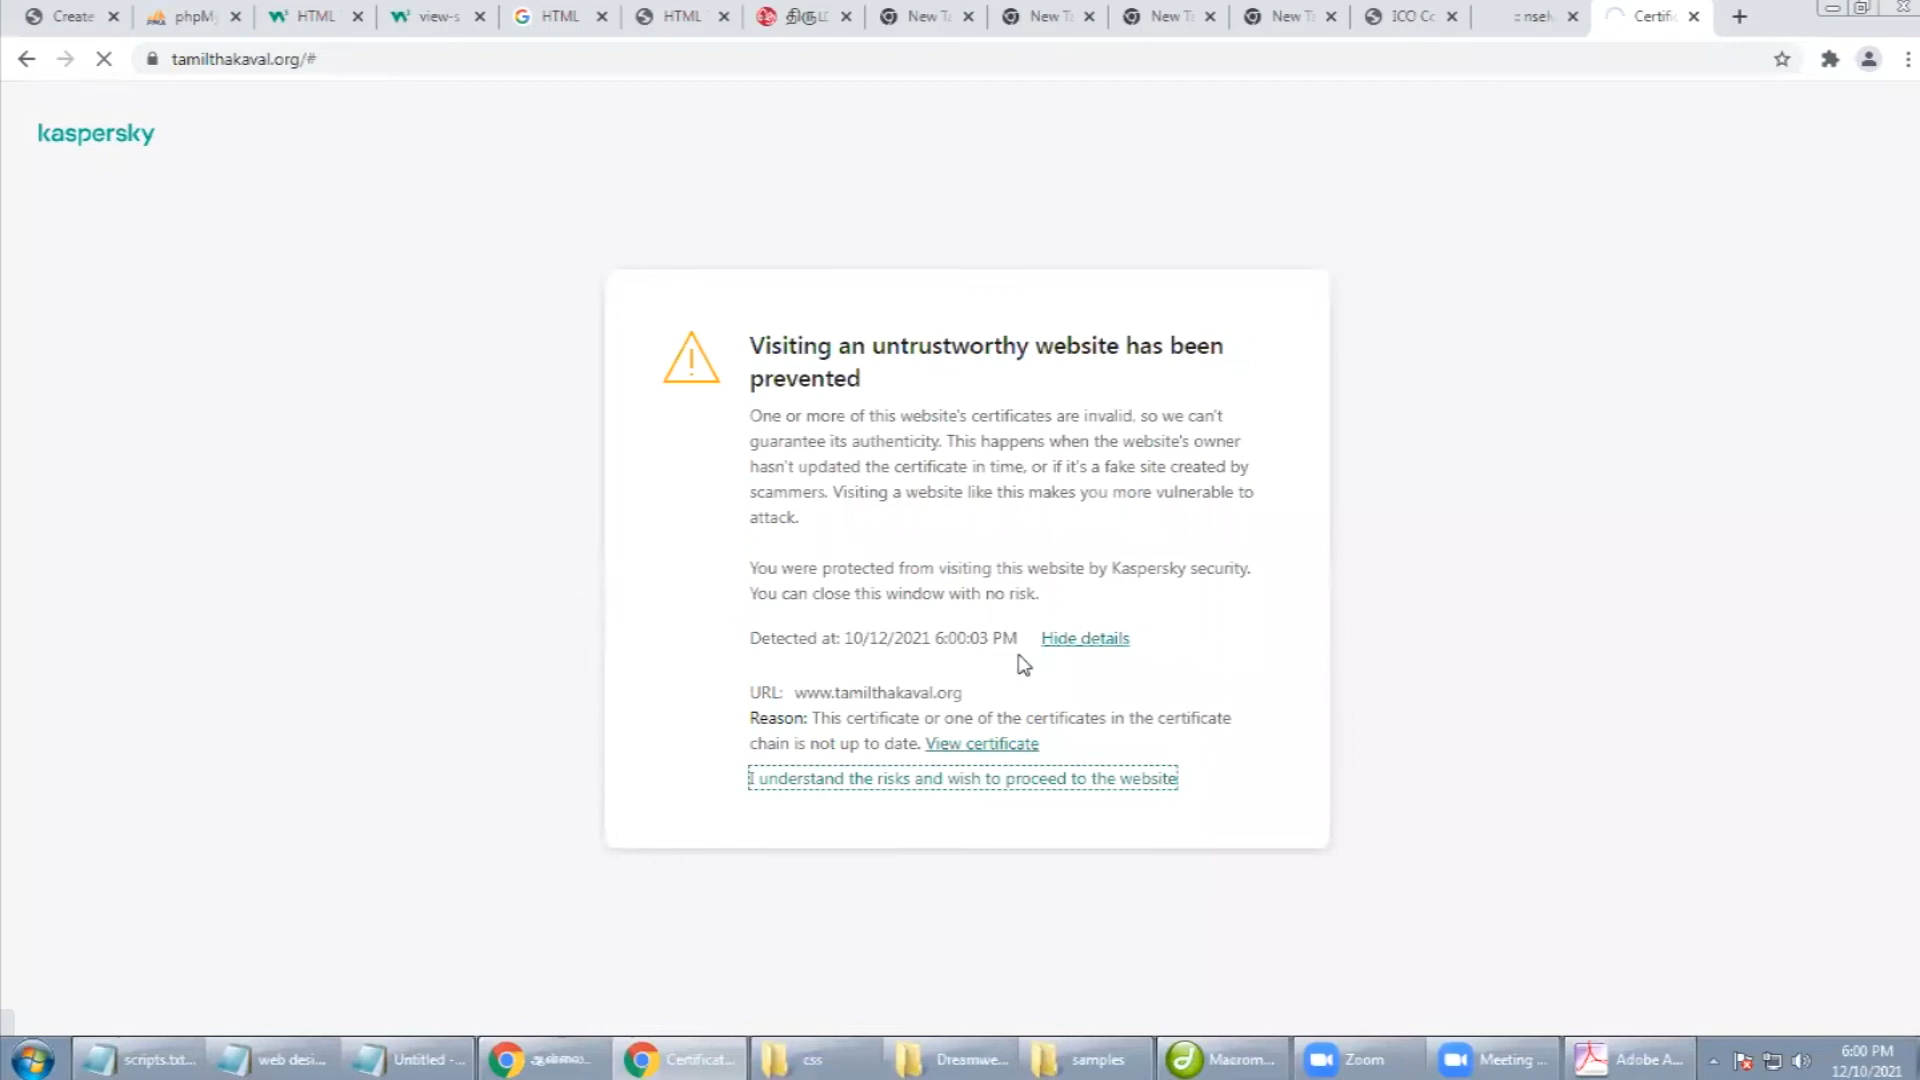 Create
phpM
HTML
view-s
HTML
HTML
New T
New T
New T
New T
ICO Cc
: nsel
Certific
tamilthakaval.org/#
kaspersky
Visiting an untrustworthy website has been
prevented
One or more of this website's certificates are invalid, so we can't
guarantee its authenticity. This happens when the website's owner
hasn't updated the certificate in time, or if it's a fake site created by
scammers. Visiting a website like this makes you more vulnerable to
attack.
You were protected from visiting this website by Kaspersky security.
You can close this window with no risk.
Detected at: 10/12/2021 6:00:03 PM Hide details
URL: www.tamilthakaval.org
Reason: This certificate or one of the certificates in the certificate
chain is not up to date. View certificate
I understand the risks and wish to proceed to the website
scripts.txt...
web desi...
Untitled -...
Certificat...
css
Dreamwe...
samples
Macrom...
Zoom
Meeting ...
Adobe A...
6:00 PM
12/10/2021